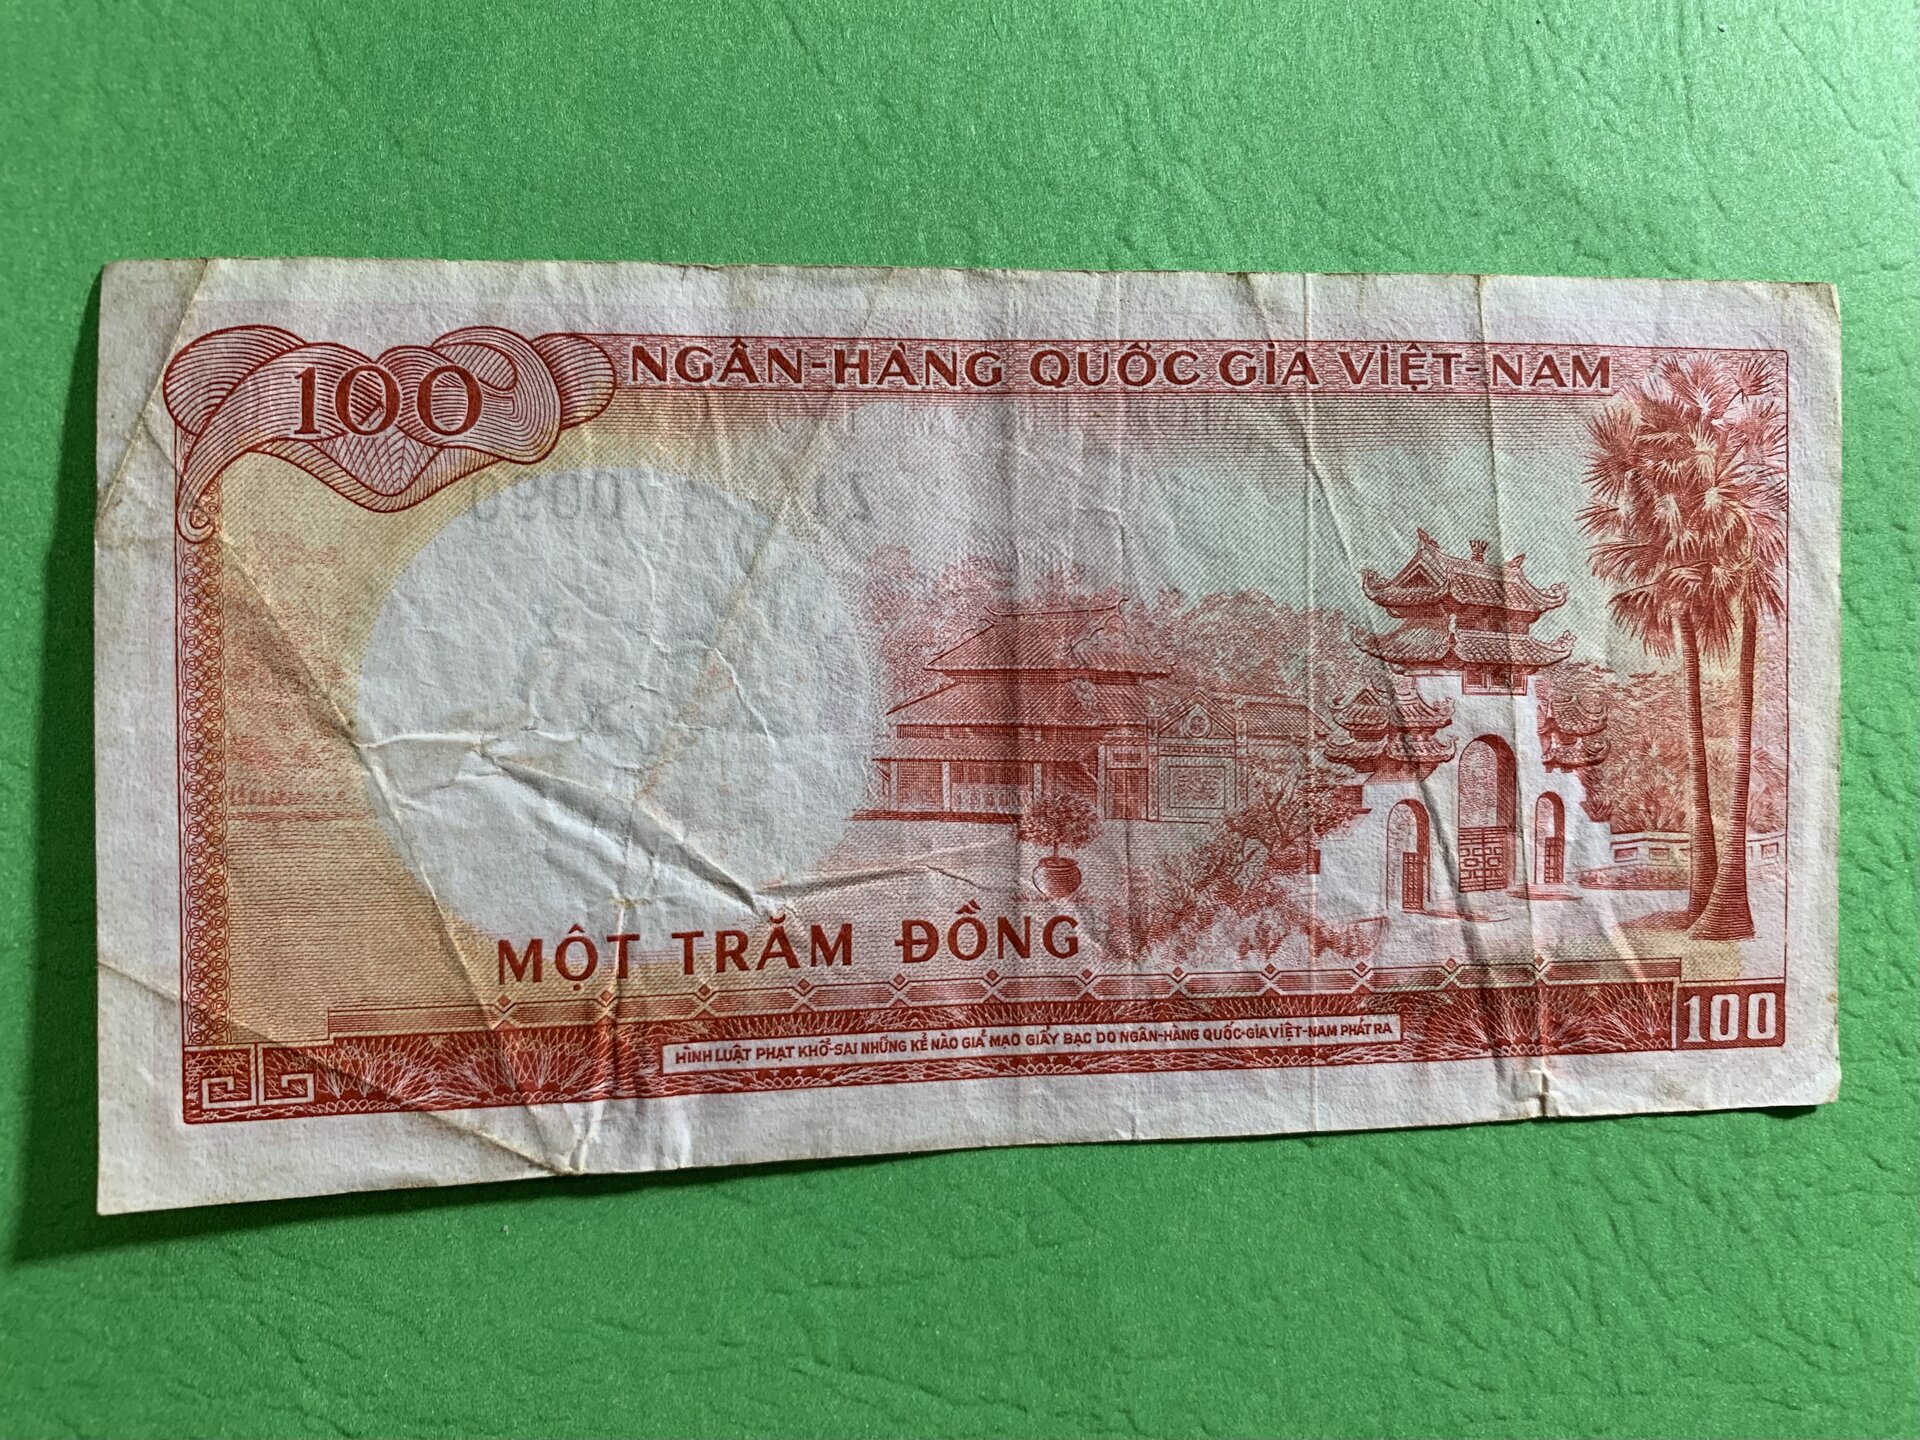 100
NGÂN-HÀNG QUỐC GIA VIỆT-NAM
MỘT TRĂM ĐỒNG
HÌNH LUẬT PHẠT KHỔ-SAI NHỮNG KẺ NÀO GIẢ MẠO GIẤY BẠC DO NGÂN-HÀNG QUỐC-GIA VIỆT-NAM PHÁT RA
100